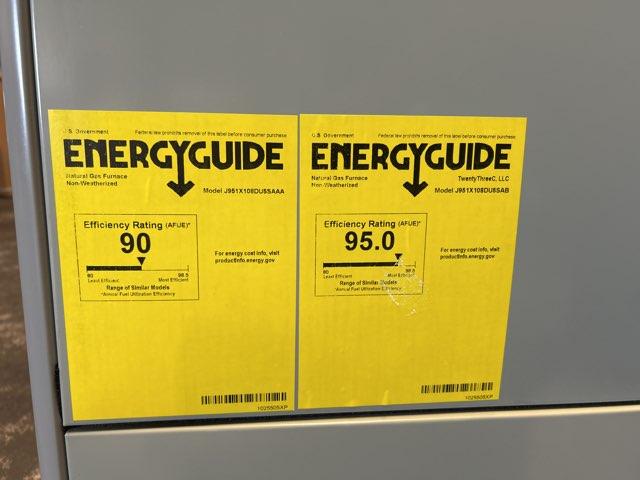 U.S. Government Federal law prohibits removal of this label before consumer purchase.
ENERGYGUIDE
Natural Gas Furnace
Non-Weatherized
Model J951X108DU5SAAA
Efficiency Rating (AFUE)*
90
80 98.5
Least Efficient Most Efficient
Range of Similar Models
*Annual Fuel Utilization Efficiency
For energy cost info, visit
productinfo.energy.gov
1025505XP
U.S. Government Federal law prohibits removal of this label before consumer purchase.
ENERGYGUIDE
Natural Gas Furnace
Non-Weatherized
TwentyThreeC, LLC
Model J951X108DU5SAB
Efficiency Rating (AFUE)*
95.0
80 98.5
Least Efficient Most Efficient
Range of Similar Models
*Annual Fuel Utilization Efficiency
For energy cost info, visit
productinfo.energy.gov
1025505XP